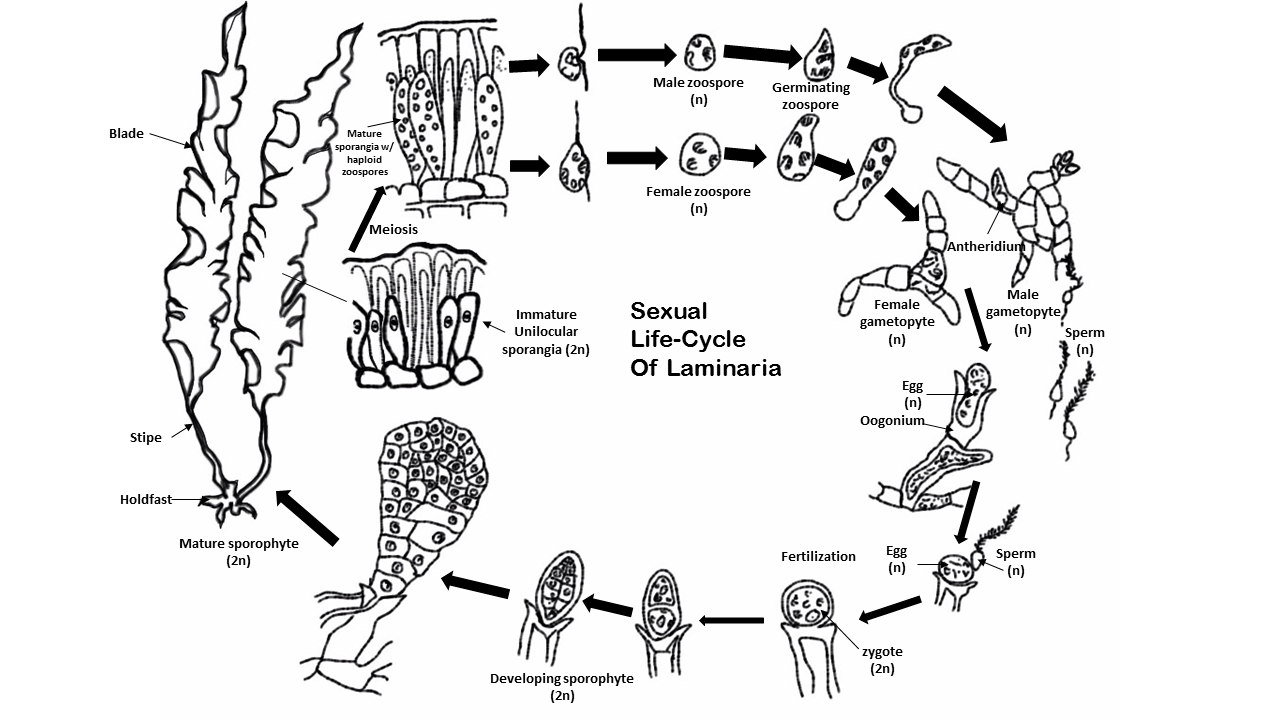 Blade
Stipe
Holdfast
Mature sporophyte
(2n)
Mature
sporangia w/
haploid
zoospores
Meiosis
Immature
Unilocular
sporangia (2n)
Male zoospore
(n)
Germinating
zoospore
Female zoospore
(n)
Antheridium
Female
gametopyte
(n)
Male
gametopyte
(n)
Sperm
(n)
Sexual
Life-Cycle
Of Laminaria
Egg
(n)
Oogonium
Egg
(n)
Sperm
(n)
Fertilization
zygote
(2n)
Developing sporophyte
(2n)